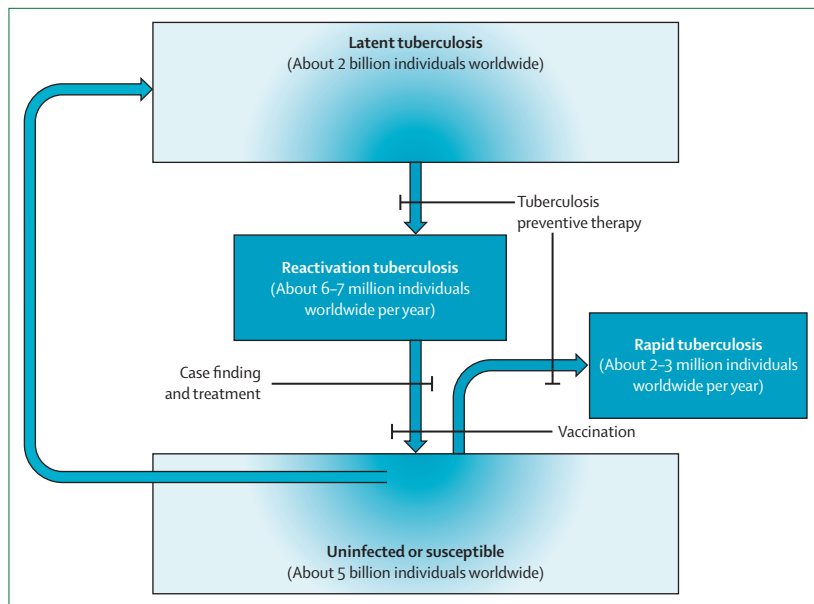 Latent tuberculosis
(About 2 billion individuals worldwide)
Tuberculosis
preventive therapy
Reactivation tuberculosis
(About 6–7 million individuals
worldwide per year)
Rapid tuberculosis
(About 2–3 million individuals
worldwide per year)
Case finding
and treatment
Vaccination
Uninfected or susceptible
(About 5 billion individuals worldwide)